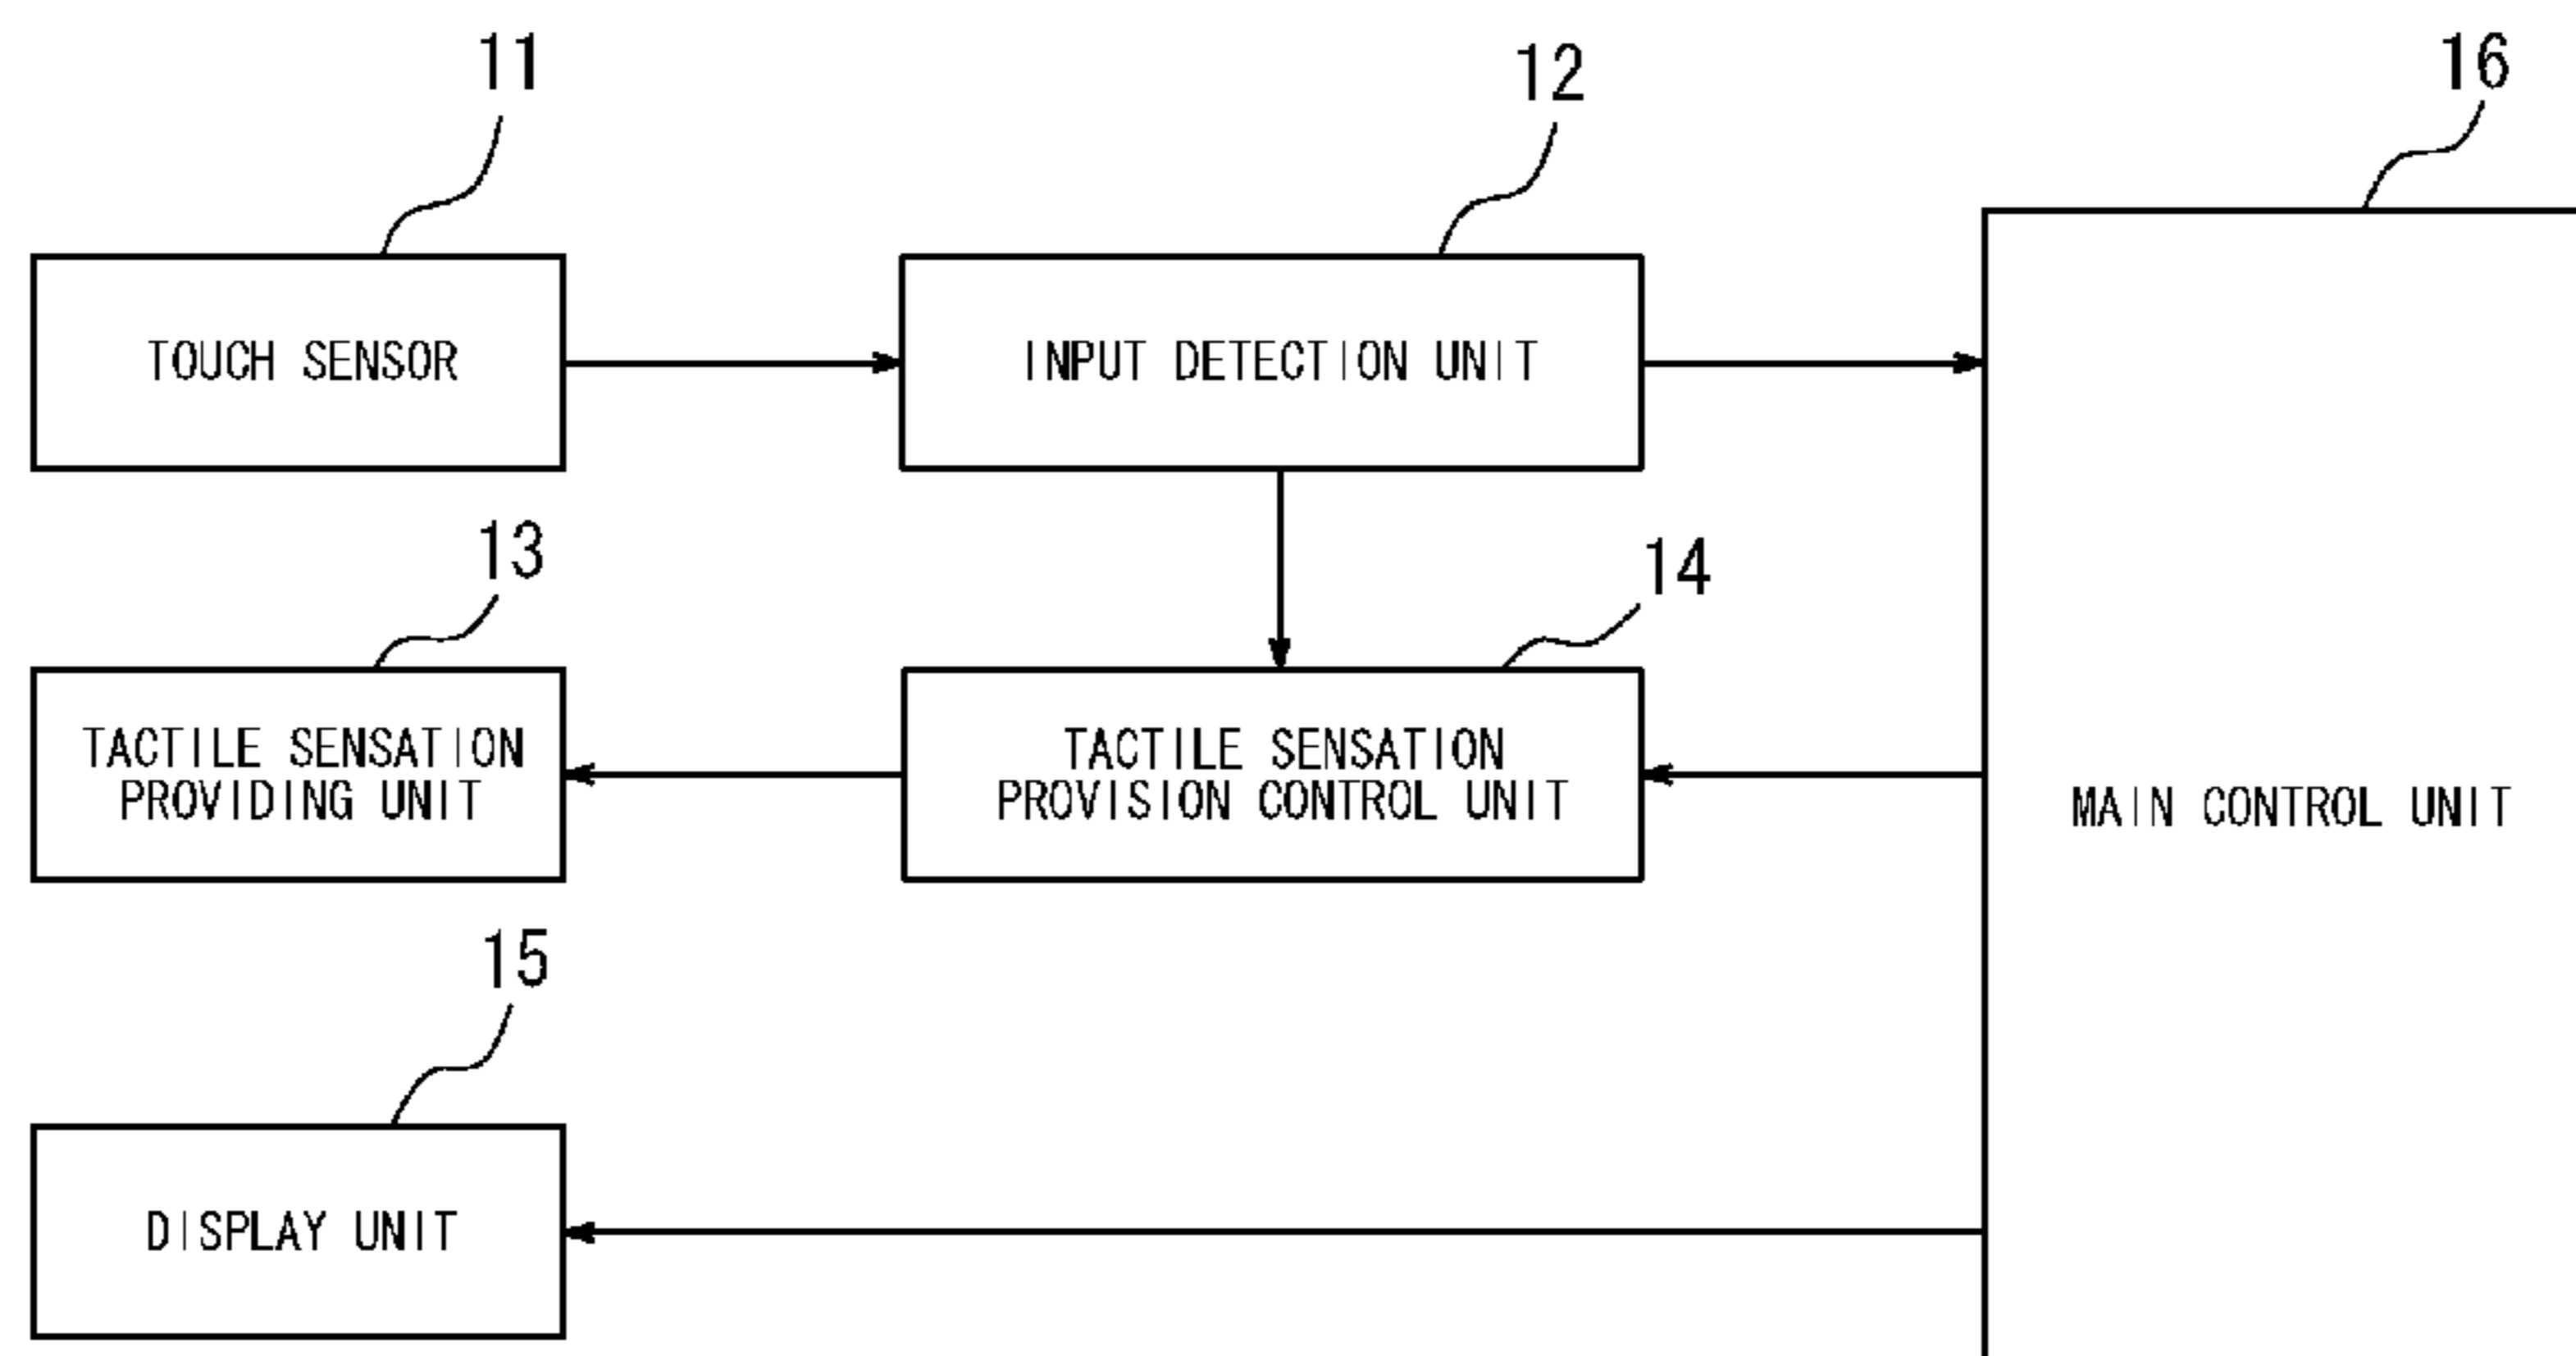 11
12
16
TOUCH SENSOR
INPUT DETECTION UNIT
13
14
TACTILE SENSATION
PROVIDING UNIT
TACTILE SENSATION
PROVISION CONTROL UNIT
MAIN CONTROL UNIT
15
DISPLAY UNIT